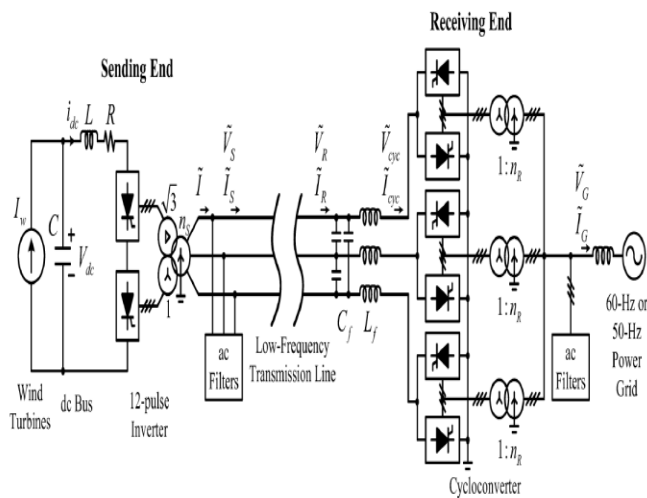 Receiving End
Sending End
i_dc L R
Ṽ_S
Ṽ_R
Ṽ_cyc
Ĩ
Ĩ_S
Ĩ_R
Ĩ_cyc
1:n_R
√3
n_S
1
I_w
C
+
V_dc
-
Ṽ_G
Ĩ_G
1:n_R
C_f L_f
ac
Filters
Low-Frequency
Transmission Line
60-Hz or
50-Hz
Power
Grid
ac
Filters
Wind
Turbines
dc Bus
12-pulse
Inverter
1:n_R
Cycloconverter